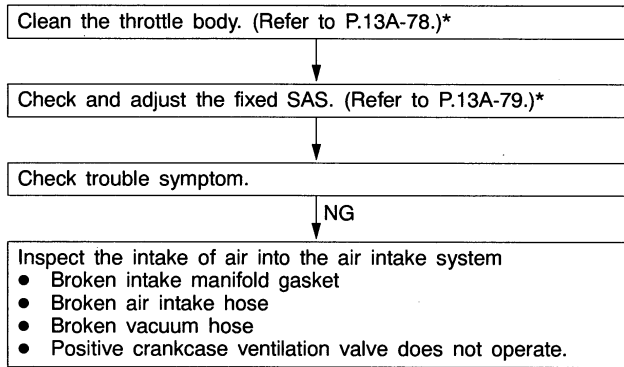 Clean the throttle body. (Refer to P.13A-78.)*
Check and adjust the fixed SAS. (Refer to P.13A-79.)*
Check trouble symptom.
NG
Inspect the intake of air into the air intake system
● Broken intake manifold gasket
● Broken air intake hose
● Broken vacuum hose
● Positive crankcase ventilation valve does not operate.